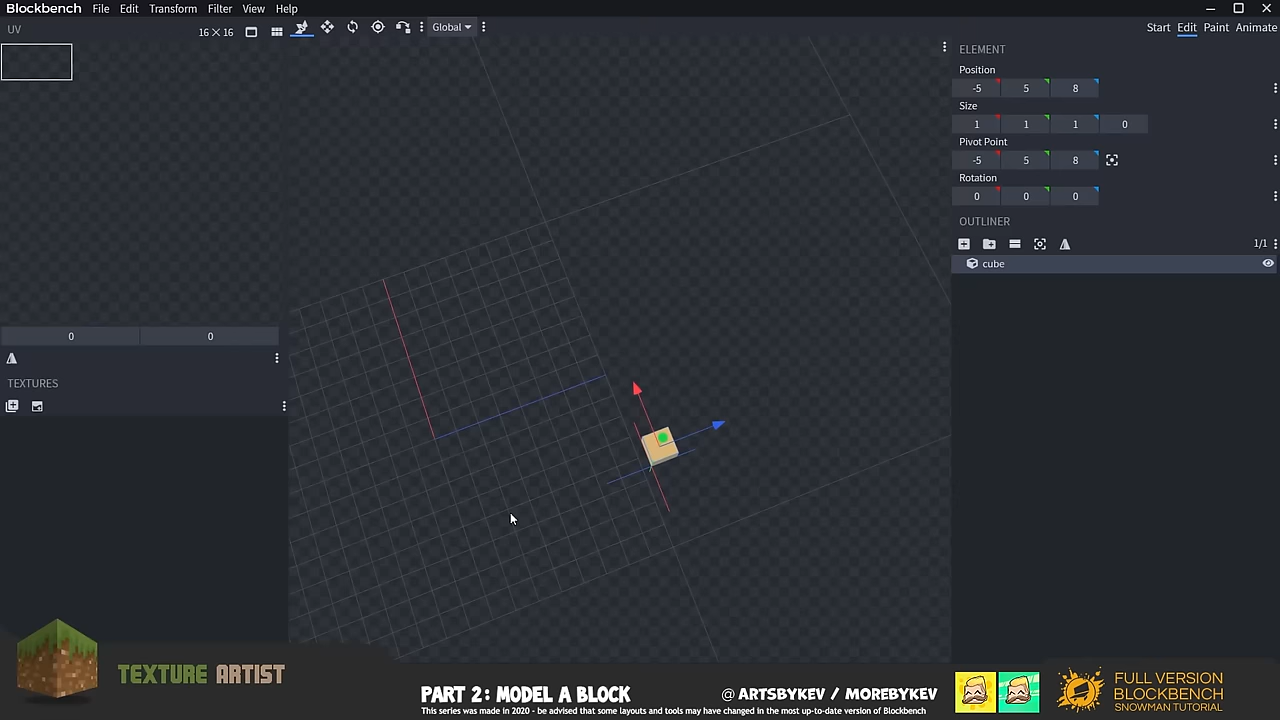 Blockbench File Edit Transform Filter View Help
UV 16 × 16 Global Start Edit Paint Animate
ELEMENT
Position
-5 5 8
Size
1 1 1 0
Pivot Point
-5 5 8
Rotation
0 0 0
OUTLINER
1/1
cube
0 0
TEXTURES
TEXTURE ARTIST
PART 2: MODEL A BLOCK
This series was made in 2020 - be advised that some layouts and tools may have changed in the most up-to-date version of Blockbench
@ARTSBYKEV / MOREBYKEV
FULL VERSION
BLOCKBENCH
SNOWMAN TUTORIAL